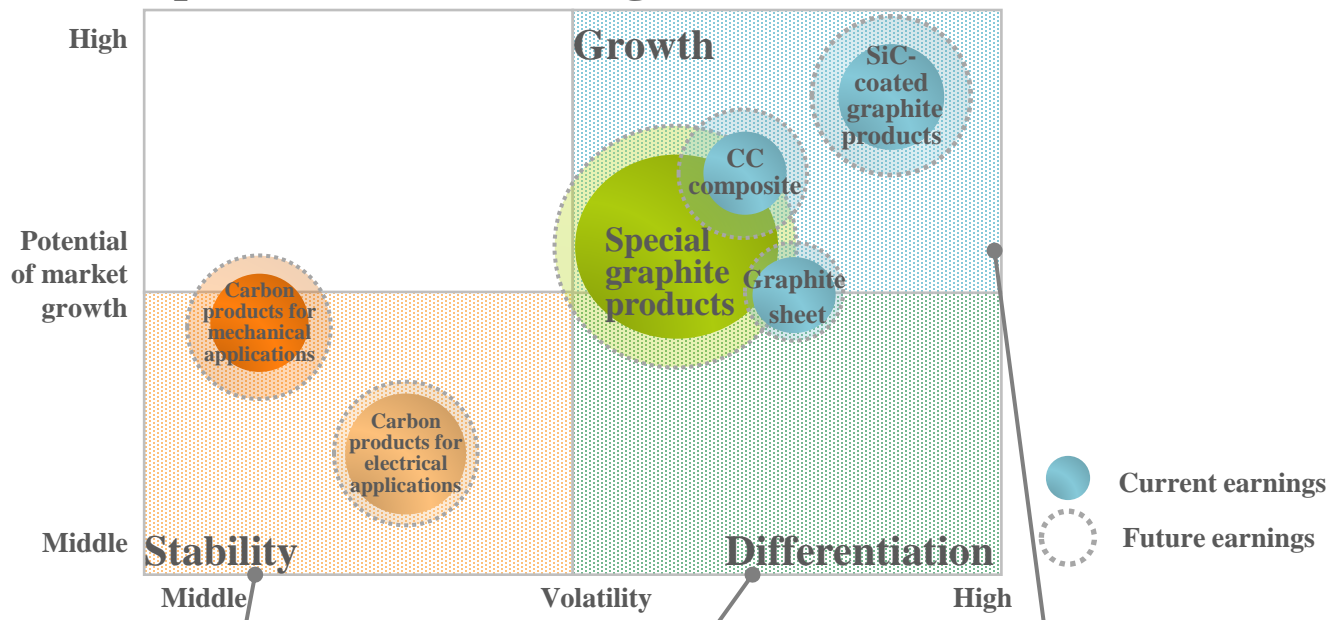 High
Growth
SiC-
coated
graphite
products
CC
composite
Potential
of market
growth
Special
graphite
products
Graphite
sheet
Carbon
products for
mechanical
applications
Carbon
products for
electrical
applications
Current earnings
Future earnings
Middle
Stability
Differentiation
Middle
Volatility
High